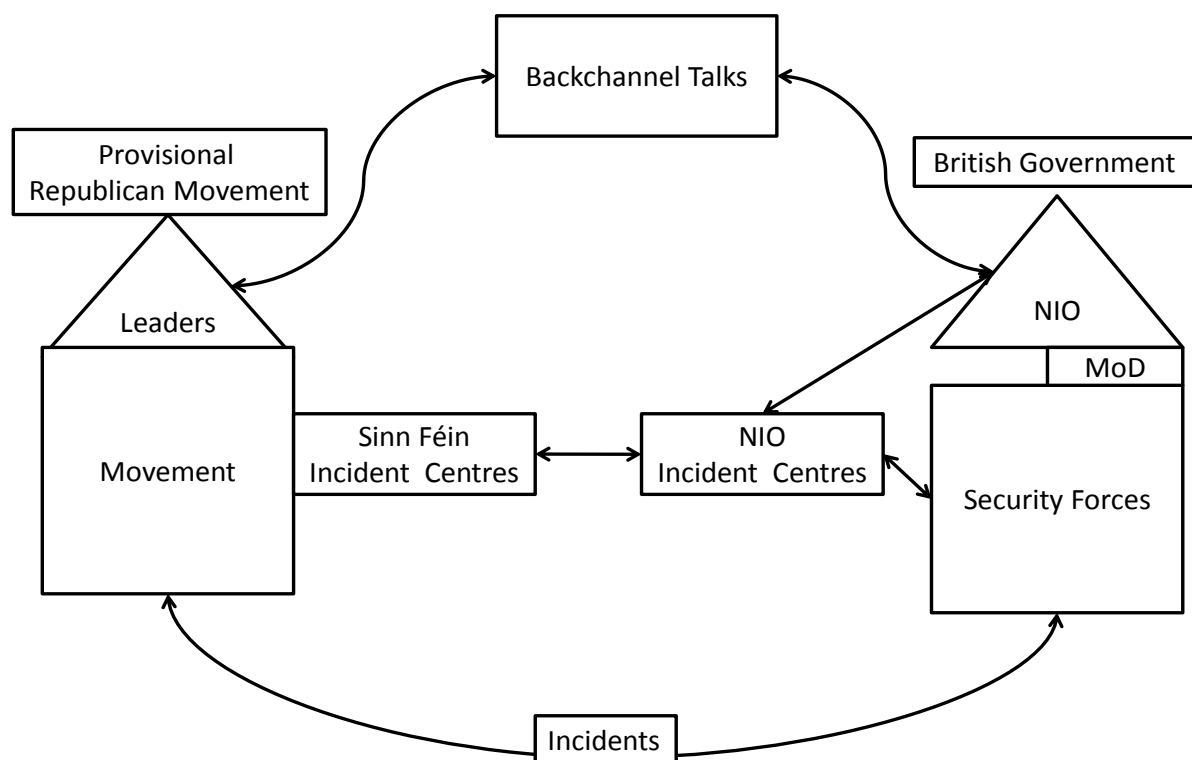 Backchannel Talks
Provisional
Republican Movement
British Government
Leaders
NIO
MoD
Movement
Sinn Féin
Incident Centres
NIO
Incident Centres
Security Forces
Incidents